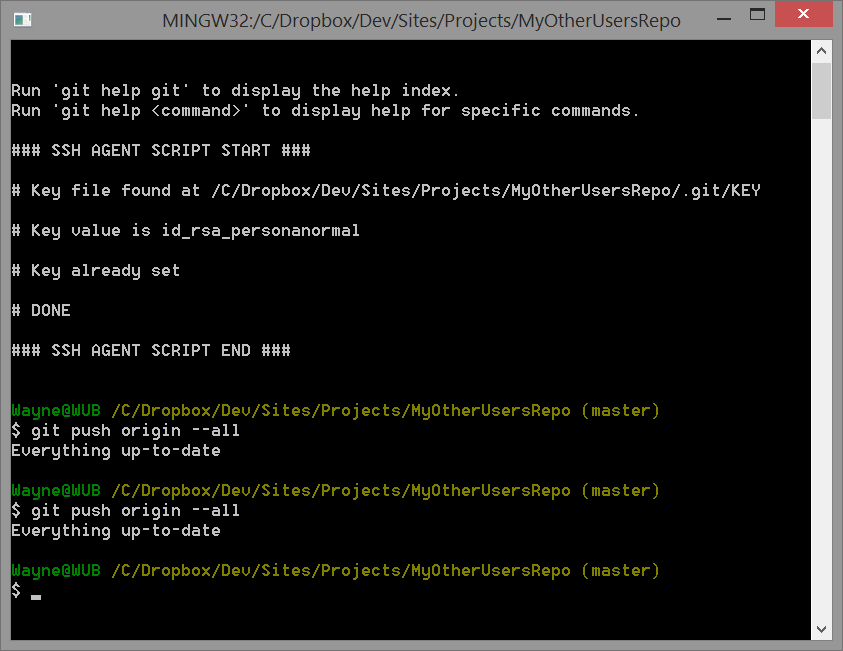 MINGW32:/C/Dropbox/Dev/Sites/Projects/MyOtherUsersRepo
Run 'git help git' to display the help index.
Run 'git help <command>' to display help for specific commands.
### SSH AGENT SCRIPT START ###
# Key file found at /C/Dropbox/Dev/Sites/Projects/MyOtherUsersRepo/.git/KEY
# Key value is id_rsa_personanormal
# Key already set
# DONE
### SSH AGENT SCRIPT END ###
Wayne@WUB /C/Dropbox/Dev/Sites/Projects/MyOtherUsersRepo (master)
$ git push origin --all
Everything up-to-date
Wayne@WUB /C/Dropbox/Dev/Sites/Projects/MyOtherUsersRepo (master)
$ git push origin --all
Everything up-to-date
Wayne@WUB /C/Dropbox/Dev/Sites/Projects/MyOtherUsersRepo (master)
$